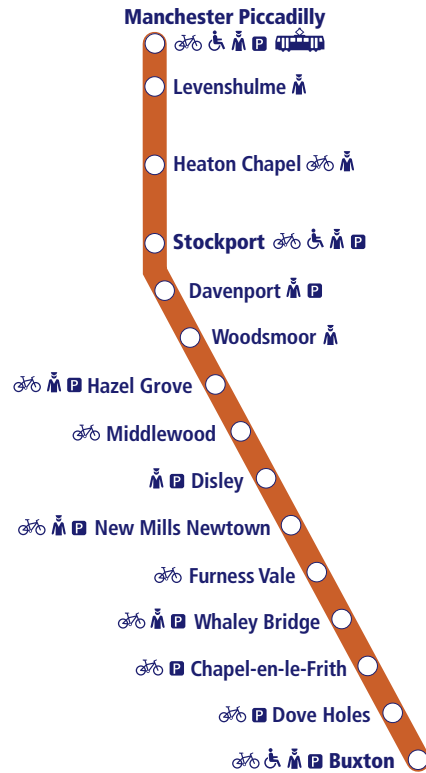 Manchester Piccadilly
P
Levenshulme
Heaton Chapel
Stockport P
Davenport P
Woodsmoor
P Hazel Grove
Middlewood
P Disley
P New Mills Newtown
Furness Vale
P Whaley Bridge
P Chapel-en-le-Frith
P Dove Holes
P Buxton